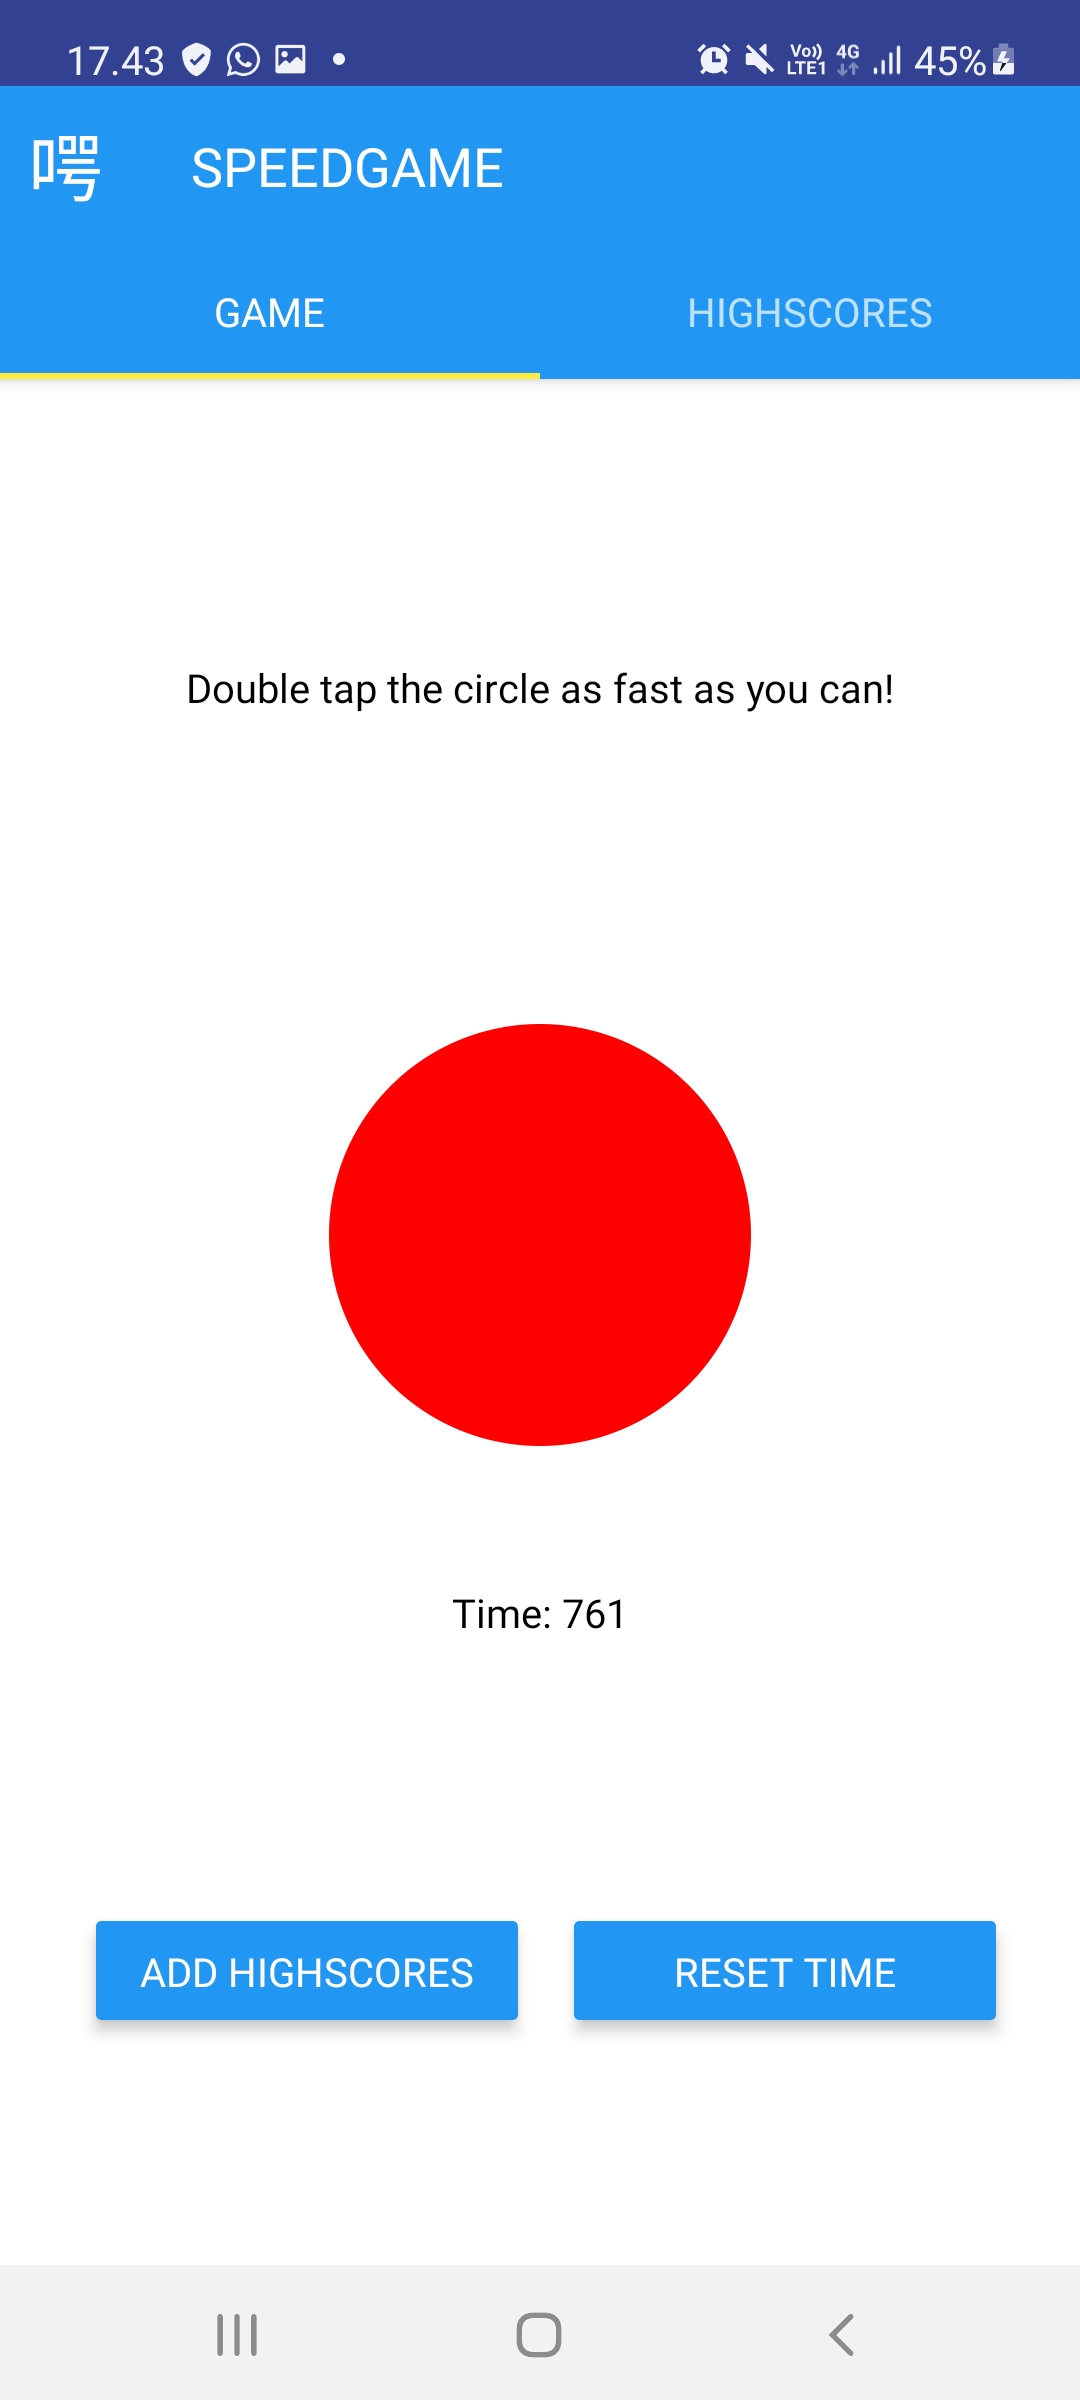 17.43 Vo)) LTE1 4G 45%
咢 SPEEDGAME
GAME HIGHSCORES
Double tap the circle as fast as you can!
Time: 761
ADD HIGHSCORES RESET TIME